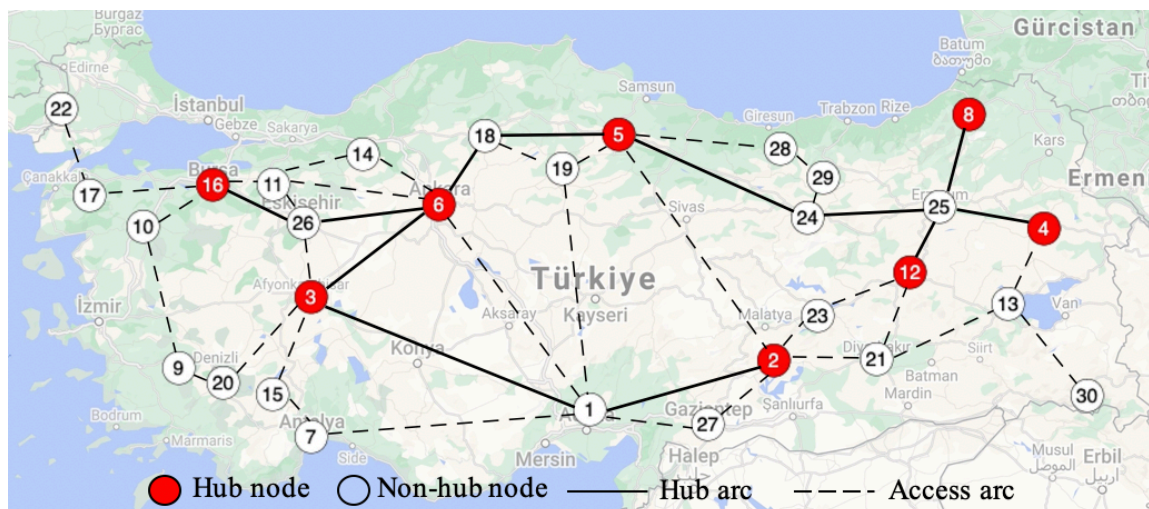 Burgaz
Бургас
Gürcistan
Batum
ბათუმი
Edirne
İstanbul
Gebze
Sakarya
Samsun
Giresun
Trabzon
Rize
Kars
Ermen
Çanakka
Bursa
Ankara
Eskişehir
Erzurum
Sivas
22
17
16
10
11
14
26
6
18
19
5
28
29
24
25
8
4
12
13
Türkiye
Afyonkarahisar
İzmir
Aksaray
Kayseri
Malatya
Van
3
23
2
21
Denizli
Konya
Diyarbakır
Siirt
Batman
Mardin
9
20
15
7
1
27
30
Antalya
Adana
Gaziantep
Şanlıurfa
Bodrum
Marmaris
Side
Mersin
Halep
Musul
الموصل
Erbil
اربيل
Hub node
Non-hub node
Hub arc
Access arc